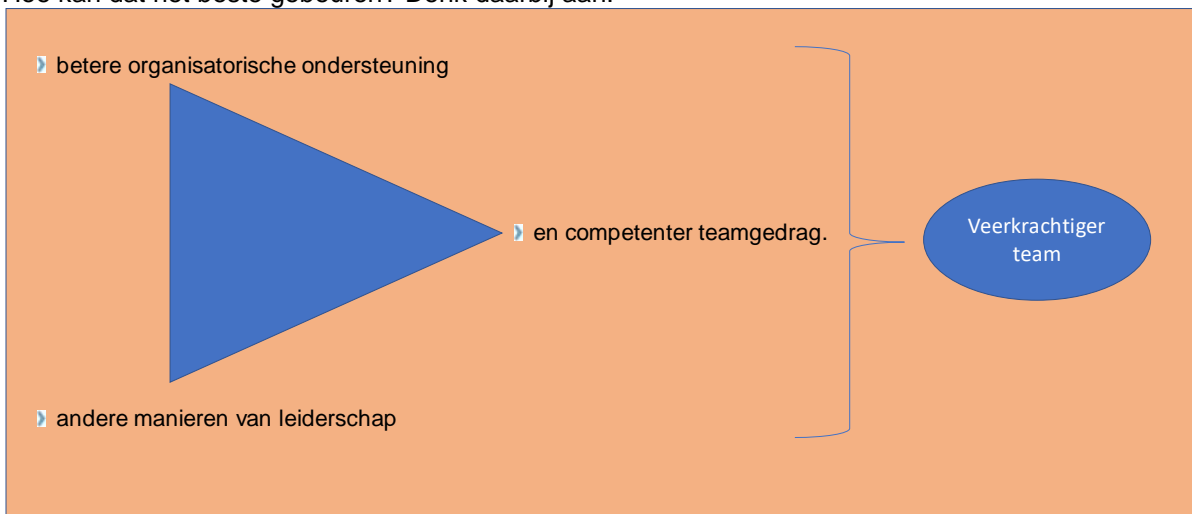 Hoe kan dat het beste gebeuren? Denk daarbij aan:
betere organisatorische ondersteuning
en competenter teamgedrag.
andere manieren van leiderschap
Veerkrachtiger
team